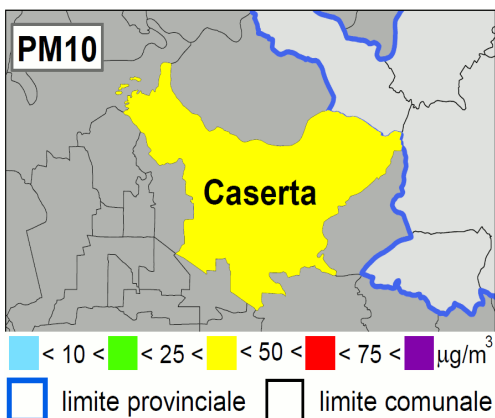 PM10
Caserta
< 10 < < 25 < < 50 < < 75 < μg/m³
limite provinciale limite comunale